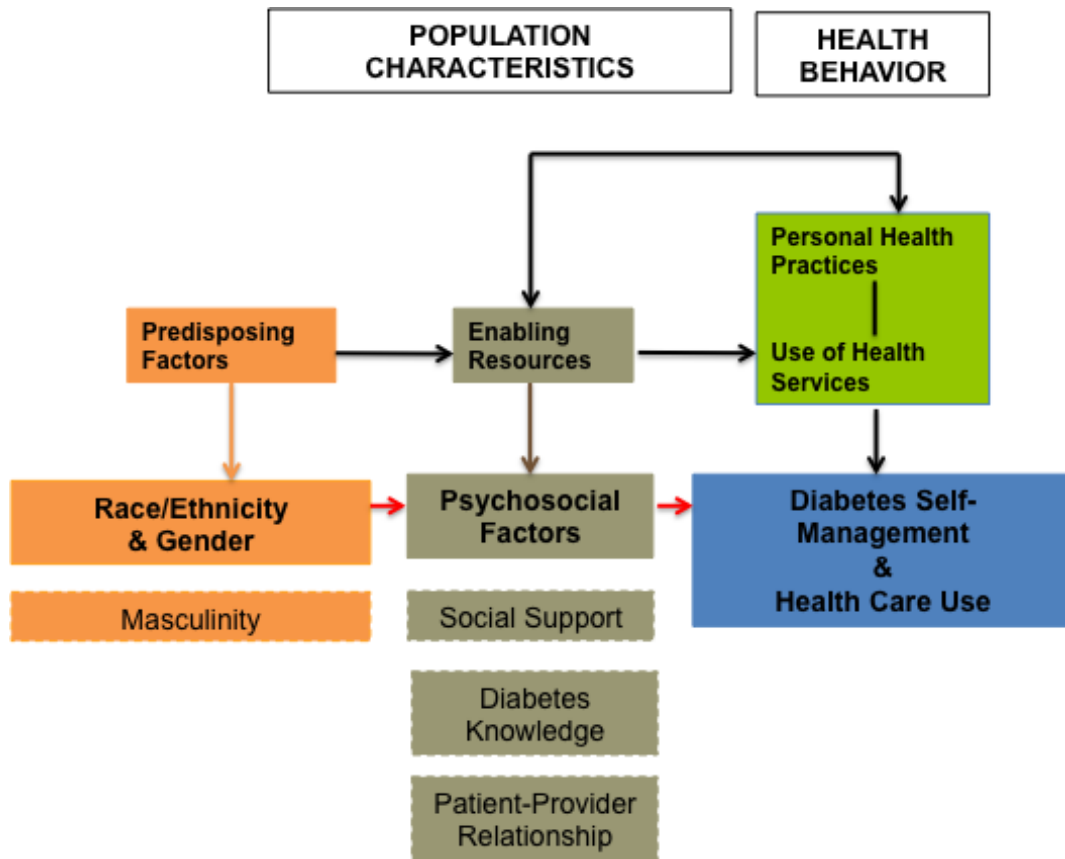 POPULATION
CHARACTERISTICS
HEALTH
BEHAVIOR
Predisposing
Factors
Enabling
Resources
Personal Health
Practices
Use of Health
Services
Race/Ethnicity
& Gender
Psychosocial
Factors
Diabetes Self-
Management
&
Health Care Use
Masculinity
Social Support
Diabetes
Knowledge
Patient-Provider
Relationship